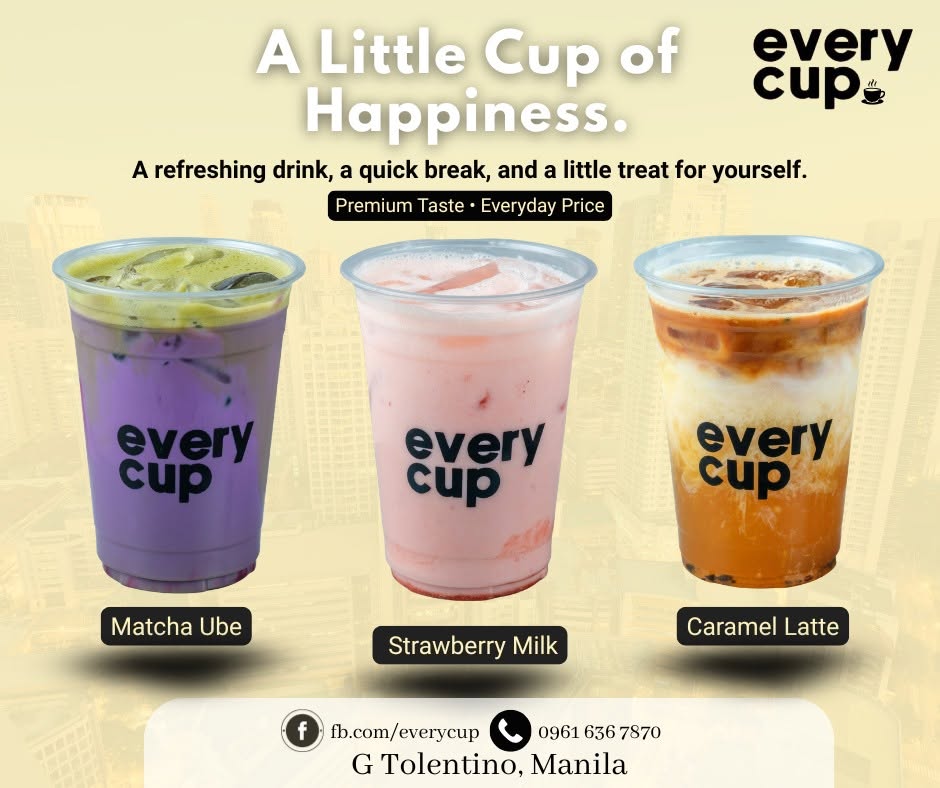 A Little Cup of
Happiness.
every
cup
A refreshing drink, a quick break, and a little treat for yourself.
Premium Taste • Everyday Price
every
cup
every
cup
every
cup
Matcha Ube
Strawberry Milk
Caramel Latte
fb.com/everycup 0961 636 7870
G Tolentino, Manila